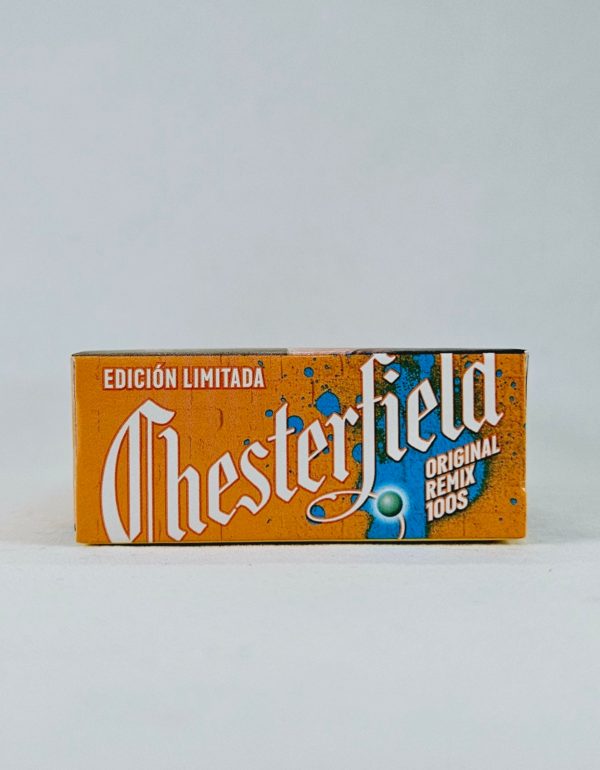 EDICIÓN LIMITADA
Chesterfield
ORIGINAL
REMIX
100S